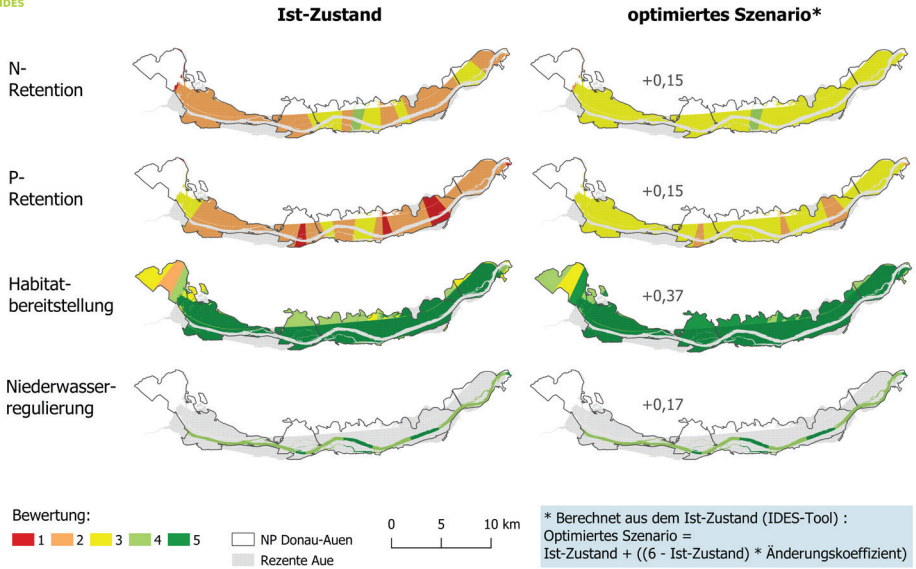 IDES
Ist-Zustand
optimiertes Szenario*
N-
Retention
+0,15
P-
Retention
+0,15
Habitat-
bereitstellung
+0,37
Niederwasser-
regulierung
+0,17
Bewertung:
1 2 3 4 5
NP Donau-Auen
Rezente Aue
0 5 10 km
* Berechnet aus dem Ist-Zustand (IDES-Tool) :
Optimiertes Szenario =
Ist-Zustand + ((6 - Ist-Zustand) * Änderungskoeffizient)